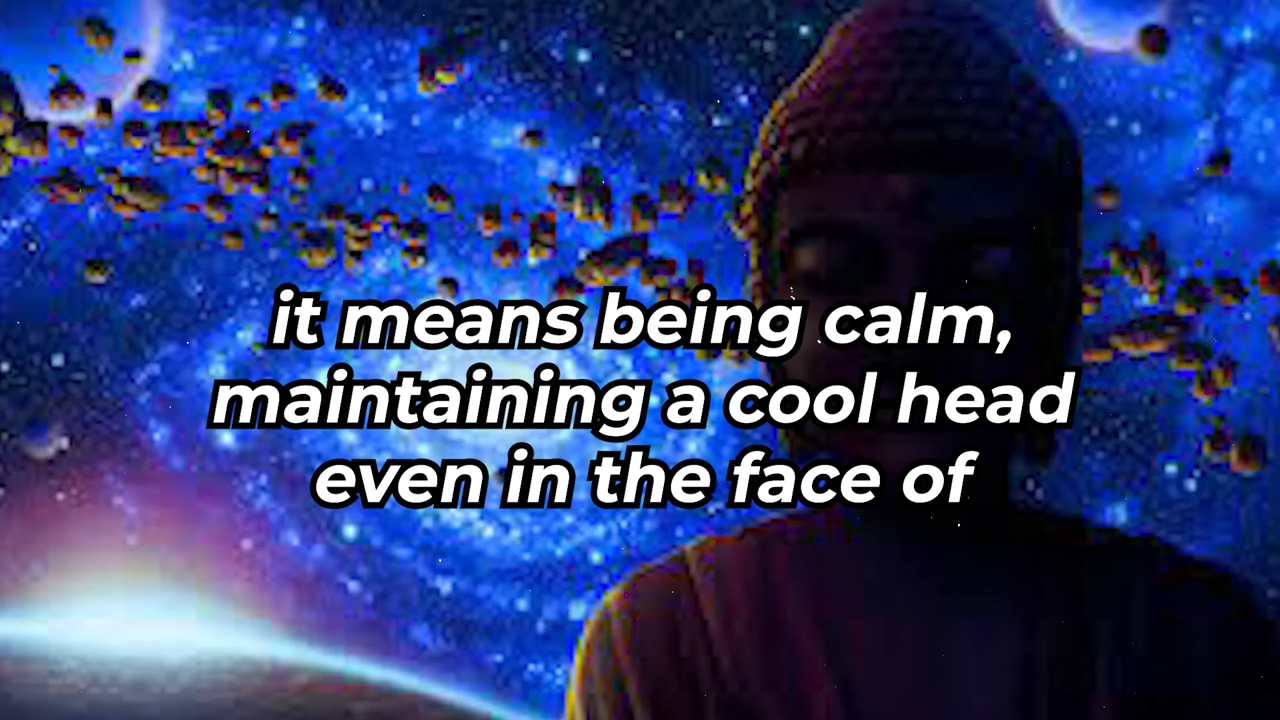 it means being calm,
maintaining a cool head
even in the face of